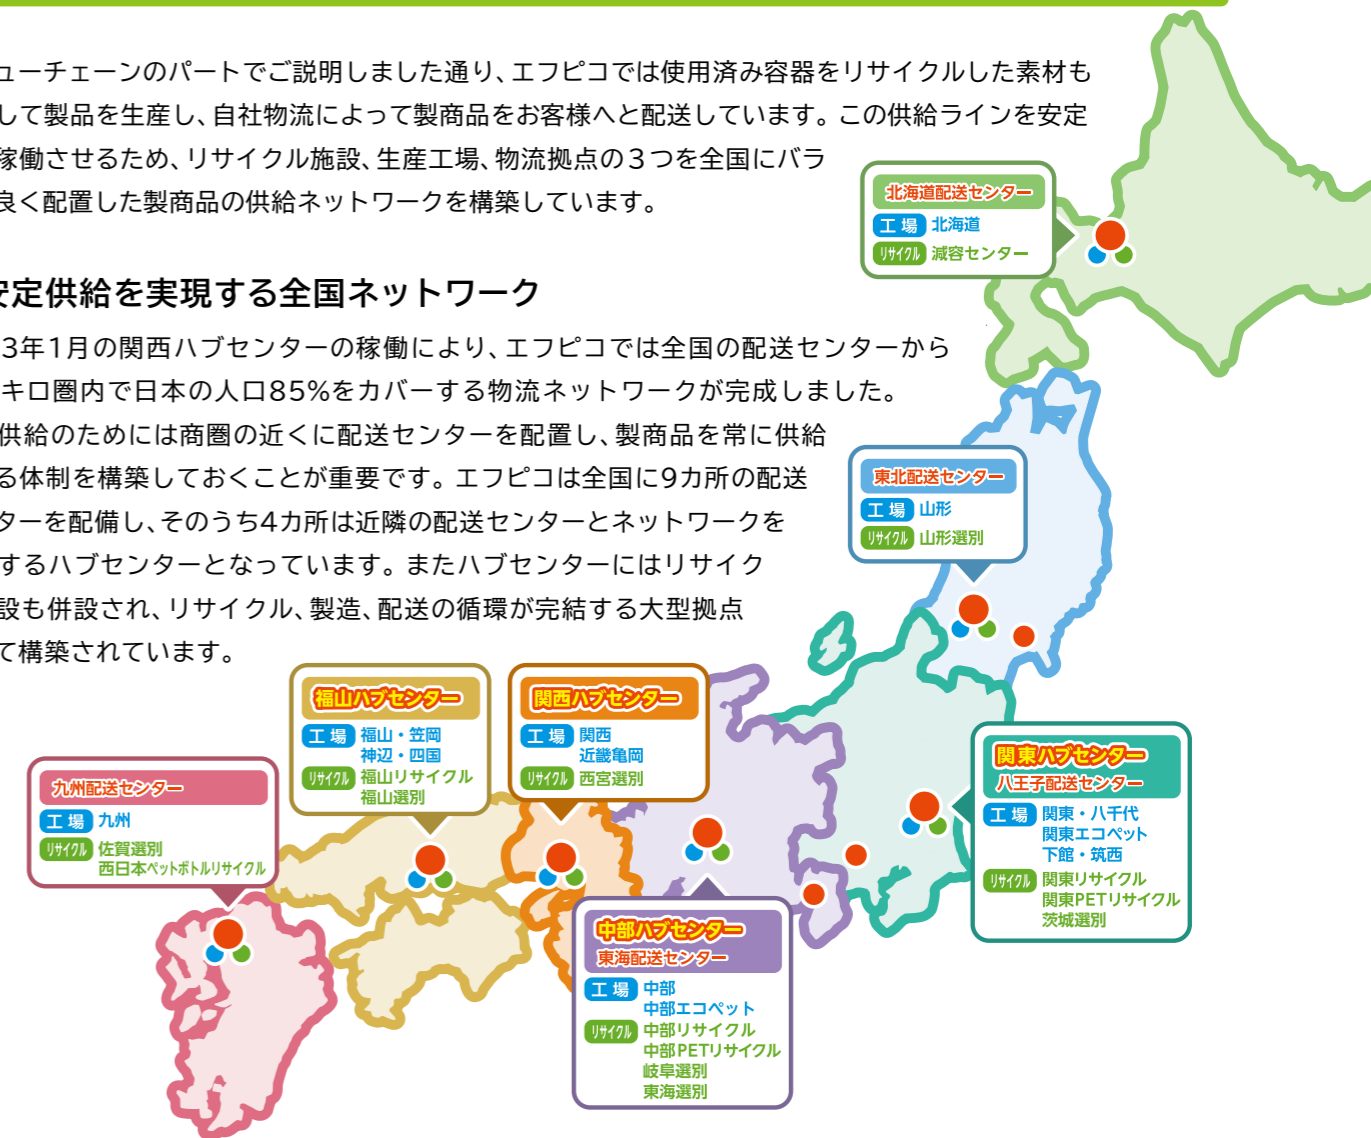 ューチェーンのパートでご説明しました通り、エフピコでは使用済み容器をリサイクルした素材も
して製品を生産し、自社物流によって製商品をお客様へと配送しています。この供給ラインを安定
稼働させるため、リサイクル施設、生産工場、物流拠点の３つを全国にバラ
良く配置した製商品の供給ネットワークを構築しています。
安定供給を実現する全国ネットワーク
3年1月の関西ハブセンターの稼働により、エフピコでは全国の配送センターから
キロ圏内で日本の人口85%をカバーする物流ネットワークが完成しました。
供給のためには商圏の近くに配送センターを配置し、製商品を常に供給
る体制を構築しておくことが重要です。エフピコは全国に9カ所の配送
ターを配備し、そのうち4カ所は近隣の配送センターとネットワークを
するハブセンターとなっています。またハブセンターにはリサイク
設も併設され、リサイクル、製造、配送の循環が完結する大型拠点
て構築されています。
北海道配送センター
工場 北海道
リサイクル 減容センター
東北配送センター
工場 山形
リサイクル 山形選別
福山ハブセンター
工場 福山・笠岡
神辺・四国
リサイクル 福山リサイクル
福山選別
関西ハブセンター
工場 関西
近畿亀岡
リサイクル 西宮選別
関東ハブセンター
八王子配送センター
工場 関東・八千代
関東エコペット
下館・筑西
リサイクル 関東リサイクル
関東PETリサイクル
茨城選別
九州配送センター
工場 九州
リサイクル 佐賀選別
西日本ペットボトルリサイクル
中部ハブセンター
東海配送センター
工場 中部
中部エコペット
リサイクル 中部リサイクル
中部PETリサイクル
岐阜選別
東海選別